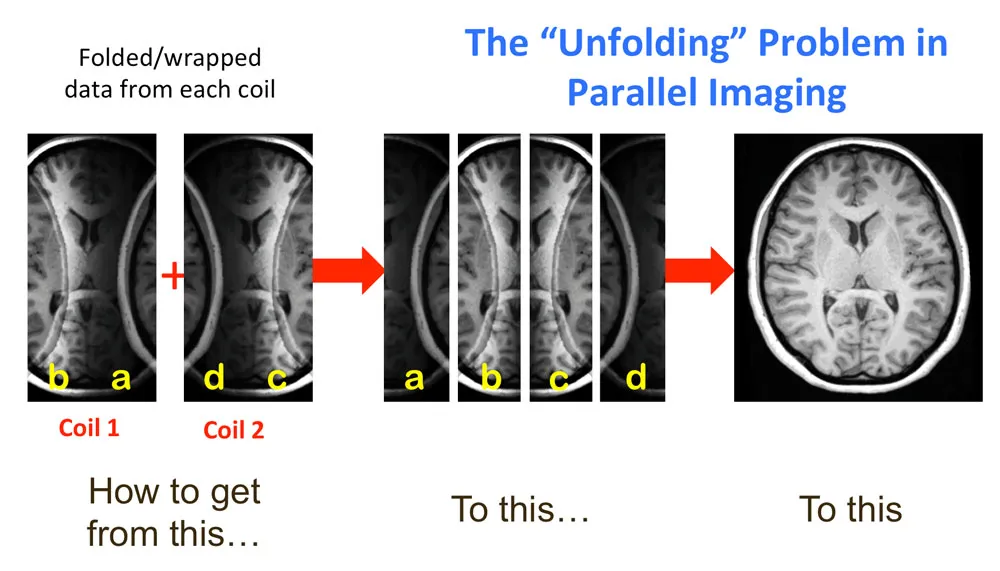 Folded/wrapped
data from each coil
The “Unfolding” Problem in
Parallel Imaging
b a
+
d c
a b c d
Coil 1
Coil 2
How to get
from this…
To this…
To this